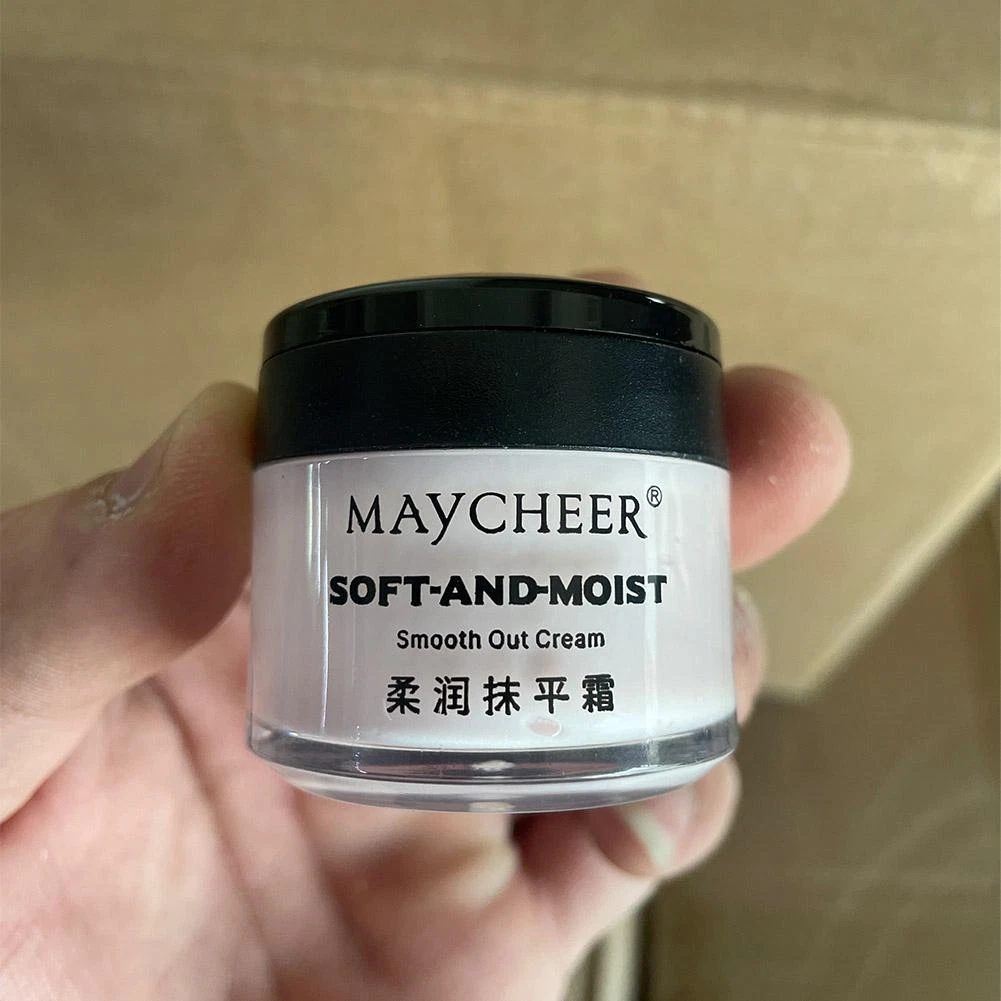 MAYCHEER®
SOFT-AND-MOIST
Smooth Out Cream
柔润抹平霜